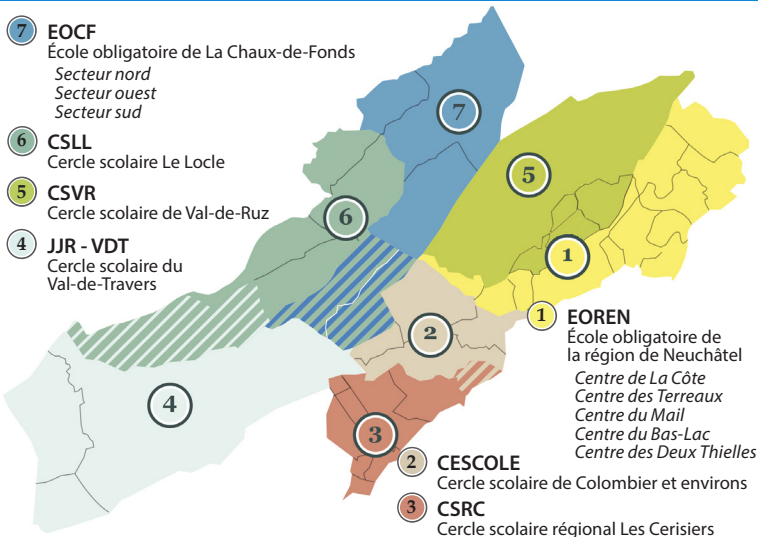 7 EOCF
École obligatoire de La Chaux-de-Fonds
Secteur nord
Secteur ouest
Secteur sud
6 CSLL
Cercle scolaire Le Locle
5 CSVR
Cercle scolaire de Val-de-Ruz
4 JJR - VDT
Cercle scolaire du
Val-de-Travers
7
5
6
1
2
4
3
1 EOREN
École obligatoire de
la région de Neuchâtel
Centre de La Côte
Centre des Terreaux
Centre du Mail
Centre du Bas-Lac
Centre des Deux Thielles
2 CESCOLE
Cercle scolaire de Colombier et environs
3 CSRC
Cercle scolaire régional Les Cerisiers